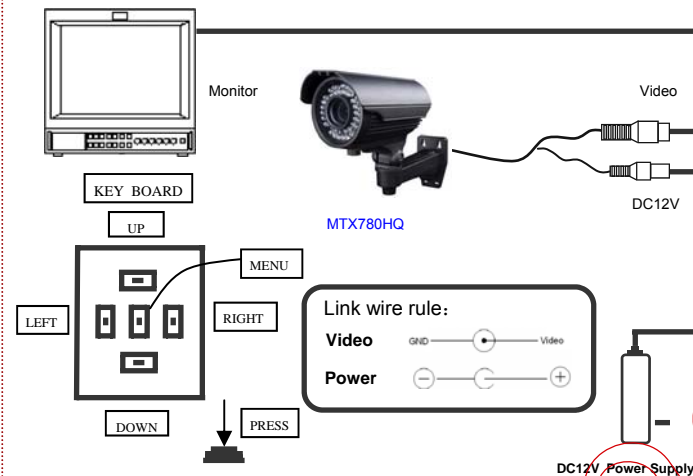 Monitor
Video
DC12V
MTX780HQ
KEY BOARD
UP
MENU
LEFT
RIGHT
DOWN
PRESS
Link wire rule：
Video GND Video
Power − +
DC12V Power Supply